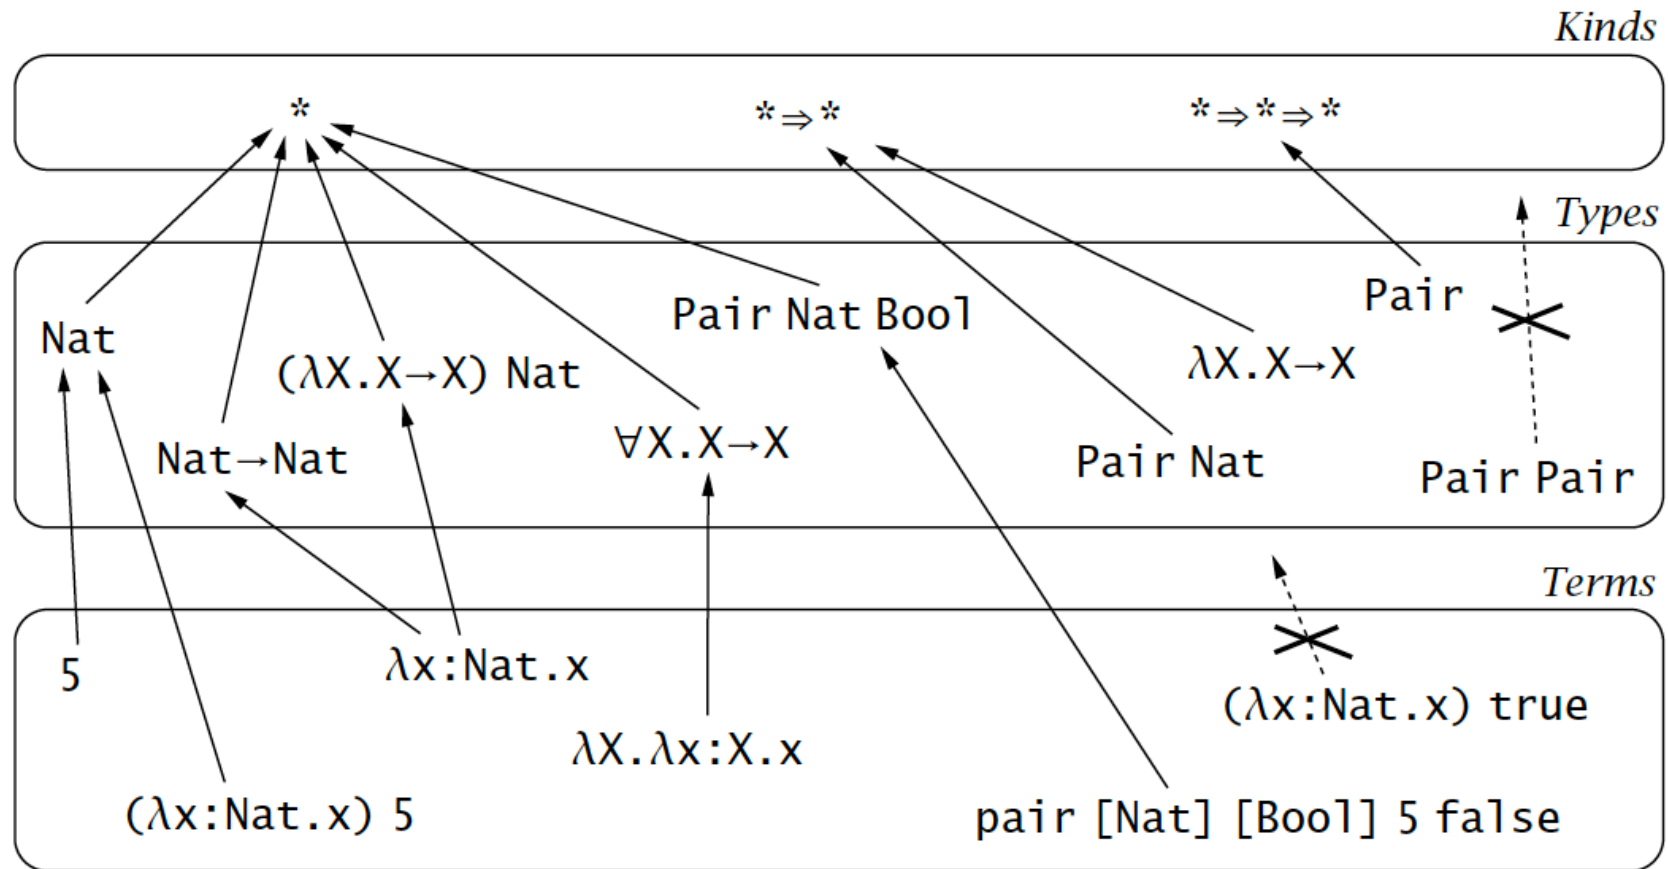 Kinds
* *⇒* *⇒*⇒*
Types
Nat
(λX.X→X) Nat
Nat→Nat
∀X.X→X
Pair Nat Bool
Pair Nat
λX.X→X
Pair
Pair Pair
Terms
5
λx:Nat.x
(λx:Nat.x) true
λX.λx:X.x
(λx:Nat.x) 5
pair [Nat] [Bool] 5 false